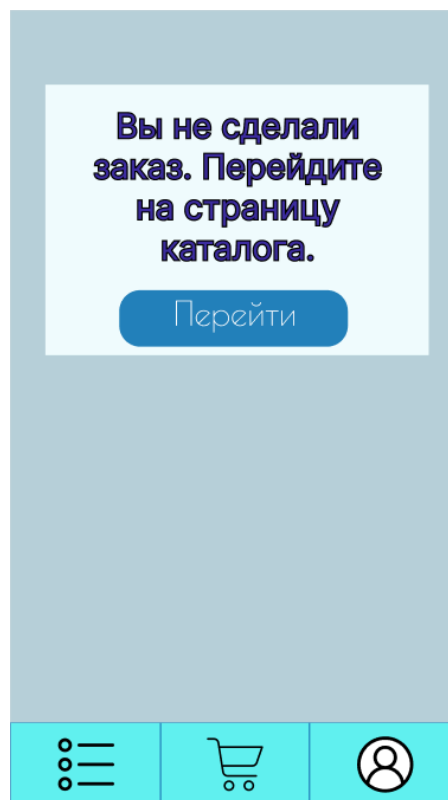 Вы не сделали
заказ. Перейдите
на страницу
каталога.
Перейти